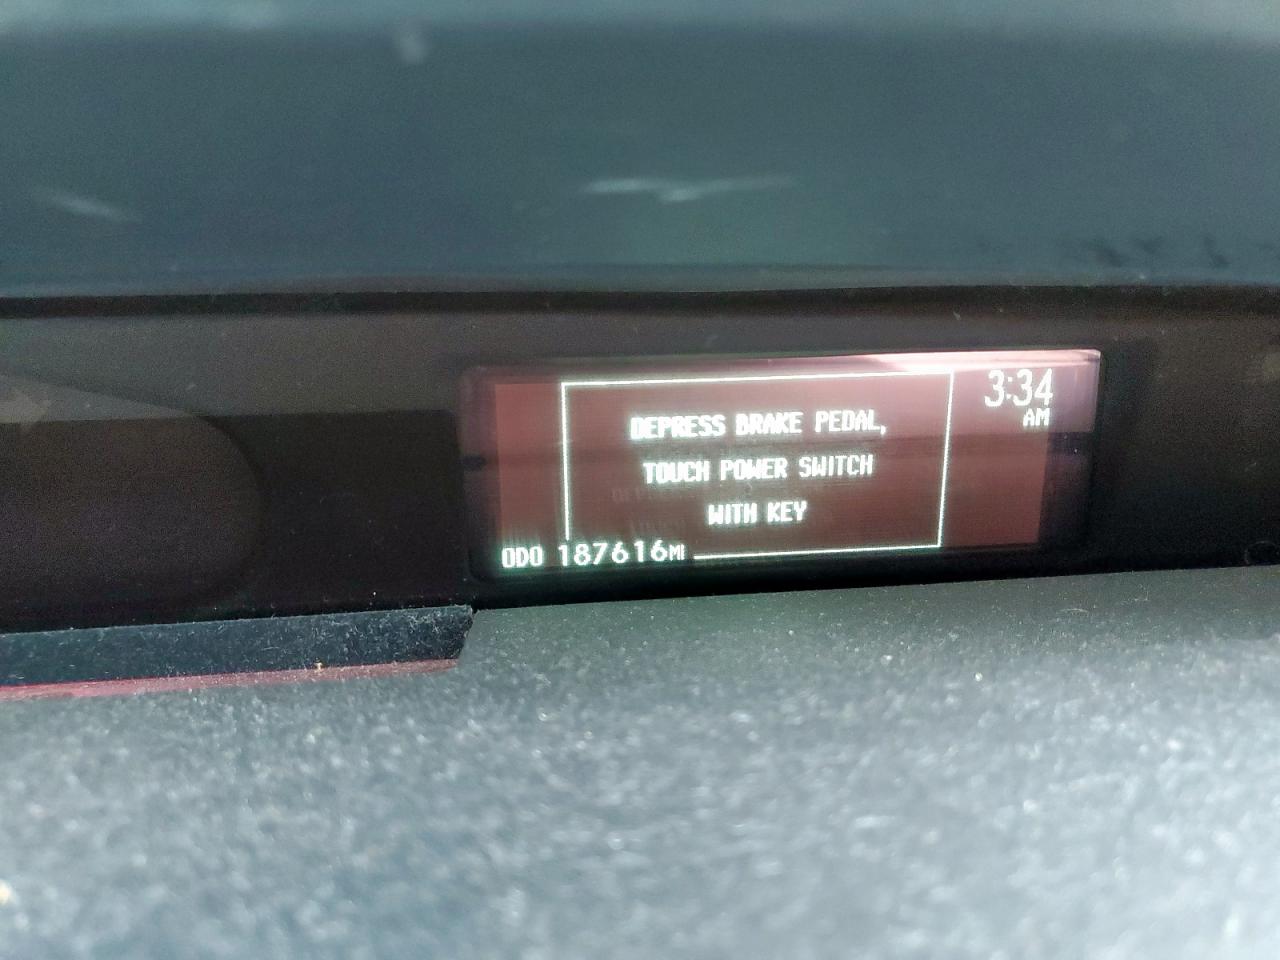 3:34
AM
DEPRESS BRAKE PEDAL,
TOUCH POWER SWITCH
WITH KEY
ODO 187616MI